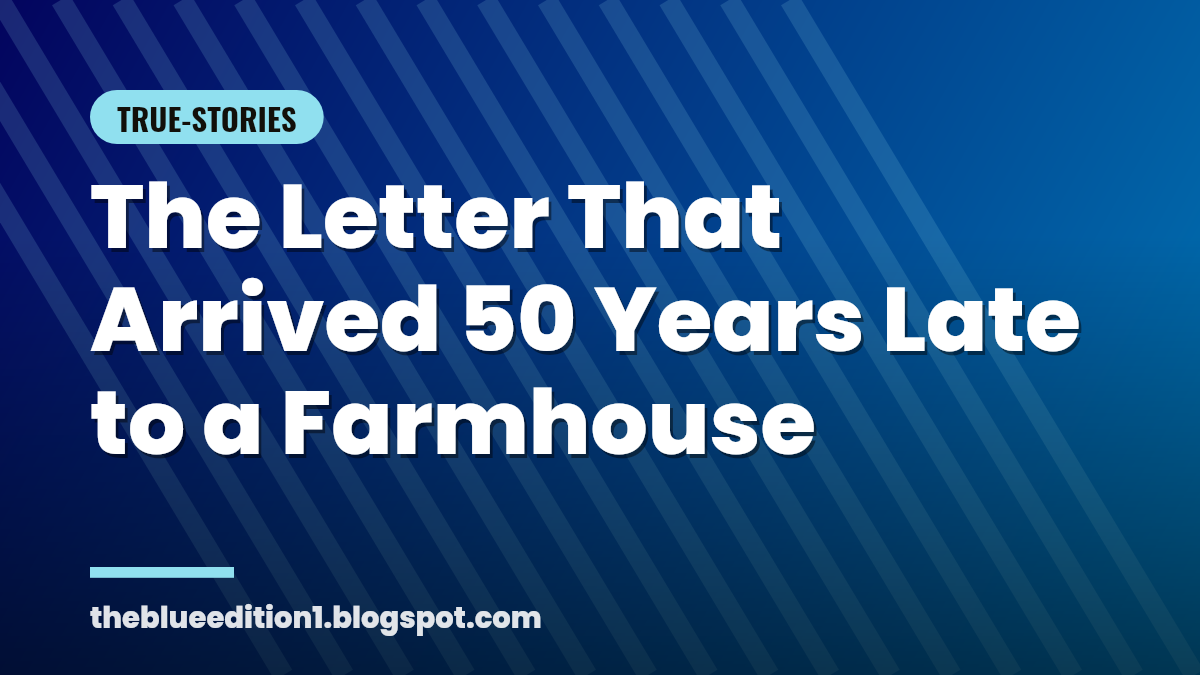 TRUE-STORIES
The Letter That
Arrived 50 Years Late
to a Farmhouse
theblueedition1.blogspot.com